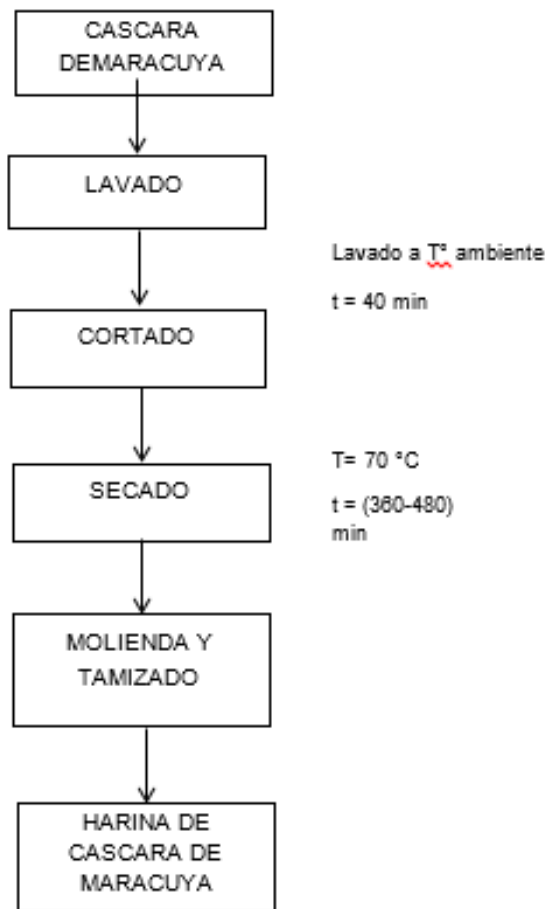 CASCARA
DEMARACUYA
LAVADO
Lavado a Tº ambiente
t = 40 min
CORTADO
SECADO
T= 70 °C
t = (360-480)
min
MOLIENDA Y
TAMIZADO
HARINA DE
CASCARA DE
MARACUYA